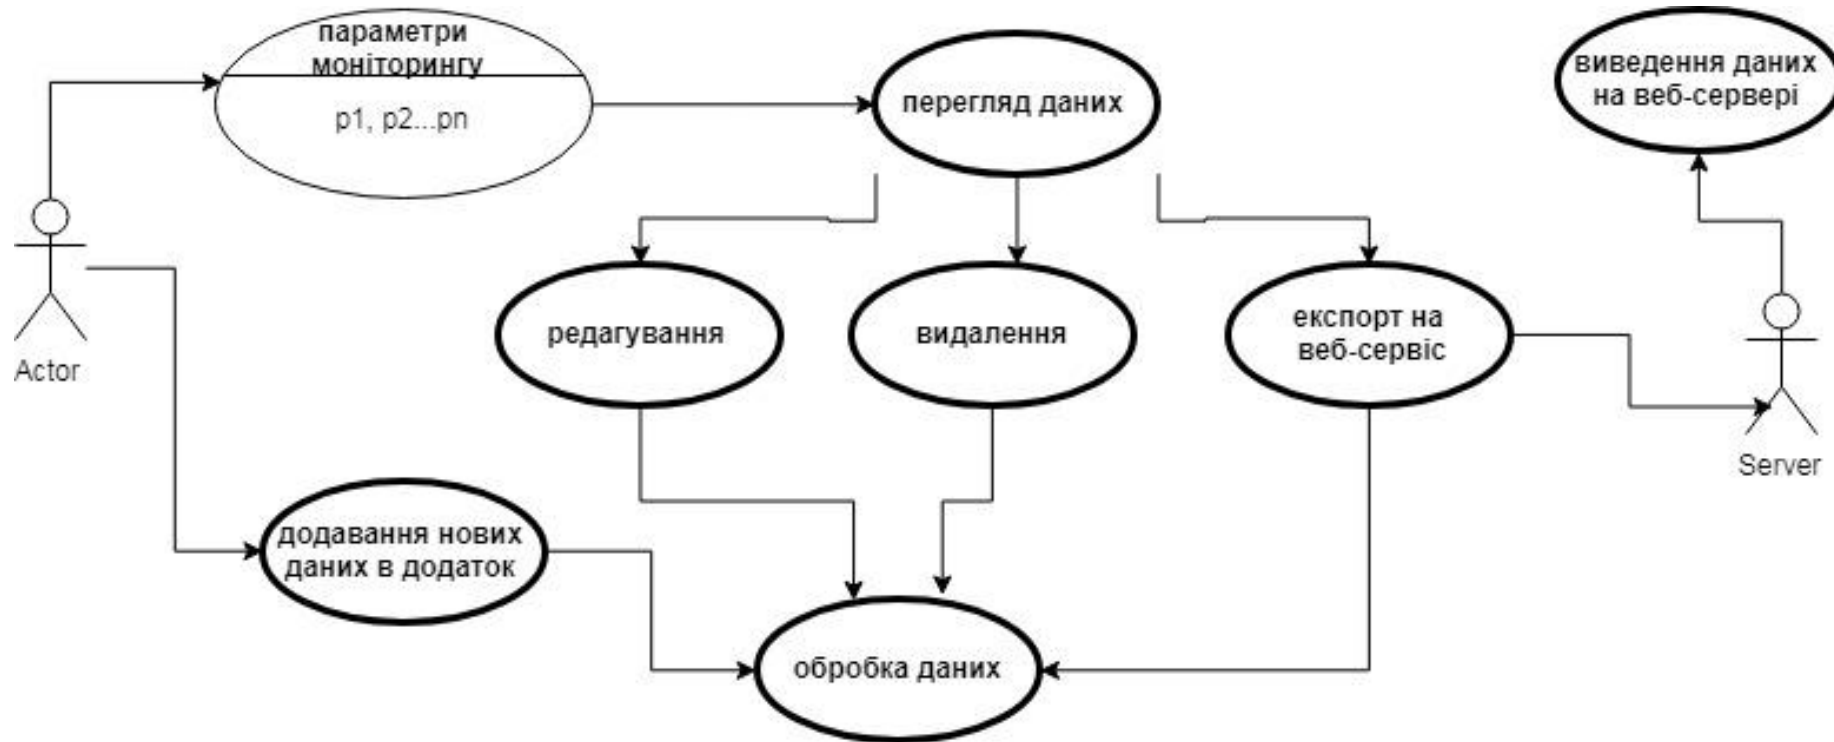 параметри
моніторингу
p1, p2...pn
перегляд даних
виведення даних
на веб-сервері
редагування
видалення
експорт на
веб-сервіс
Actor
Server
додавання нових
даних в додаток
обробка даних